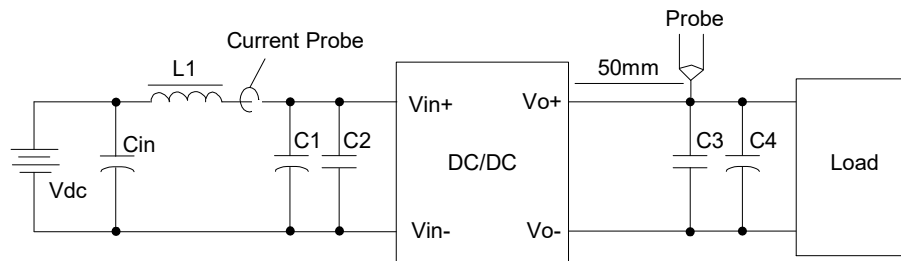 Probe
Current Probe
50mm
L1
Vin+
Vo+
Cin
C1
C2
C3
C4
DC/DC
Load
Vdc
Vin-
Vo-